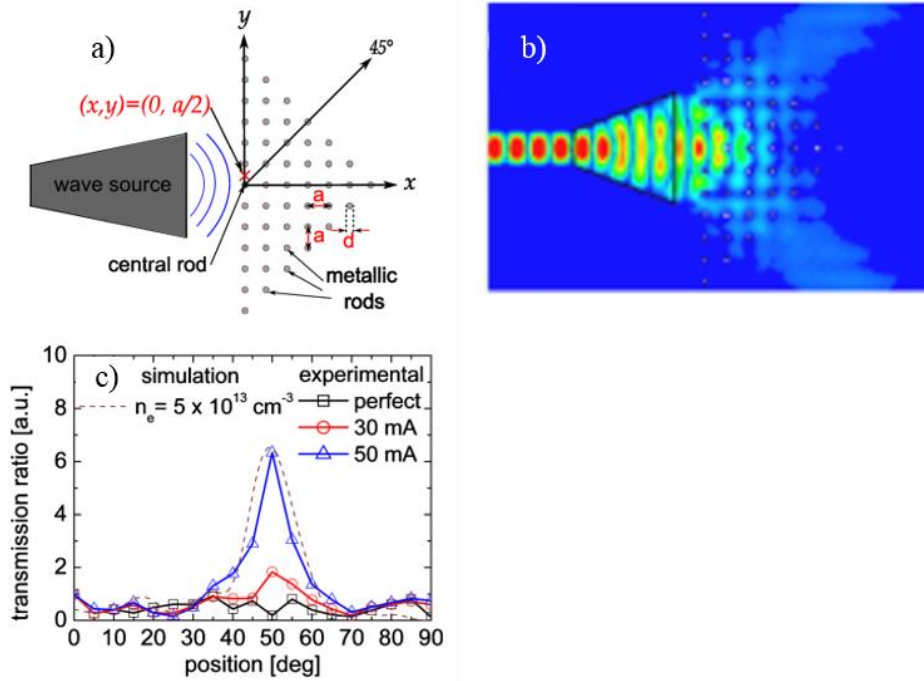 a)
y
45°
(x,y)=(0, a/2)
wave source
x
a
a
d
central rod
metallic
rods
b)
c)
simulation
n_e = 5 x 10^13 cm^-3
experimental
perfect
30 mA
50 mA
transmission ratio [a.u.]
10
8
6
4
2
0
0 10 20 30 40 50 60 70 80 90
position [deg]